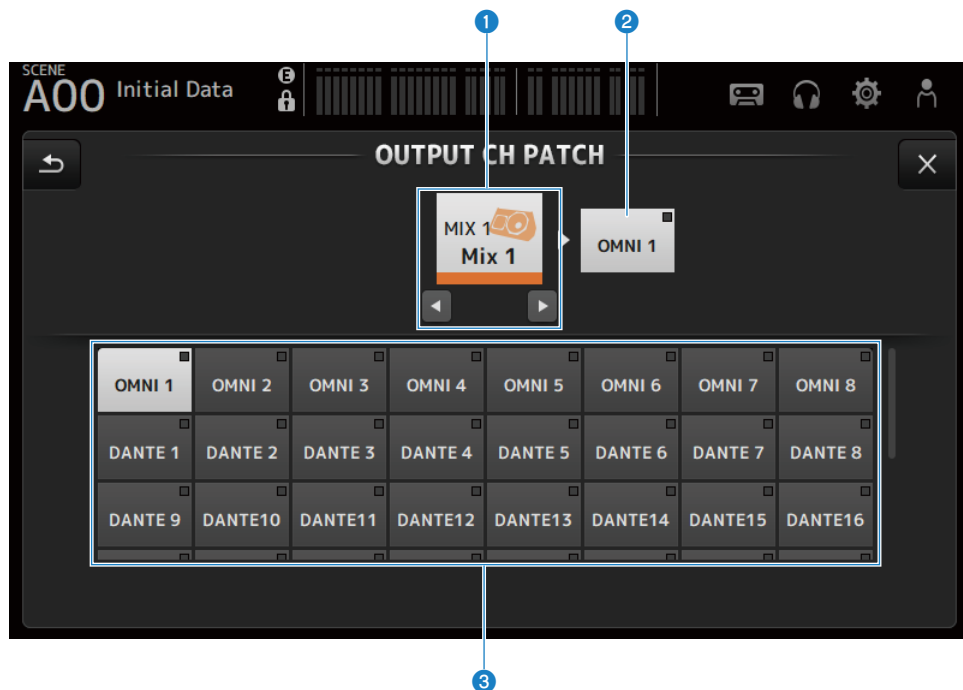 1 2
SCENE
A00 Initial Data E
OUTPUT CH PATCH
MIX 1
Mix 1
OMNI 1
OMNI 1 OMNI 2 OMNI 3 OMNI 4 OMNI 5 OMNI 6 OMNI 7 OMNI 8
DANTE 1 DANTE 2 DANTE 3 DANTE 4 DANTE 5 DANTE 6 DANTE 7 DANTE 8
DANTE 9 DANTE10 DANTE11 DANTE12 DANTE13 DANTE14 DANTE15 DANTE16
3